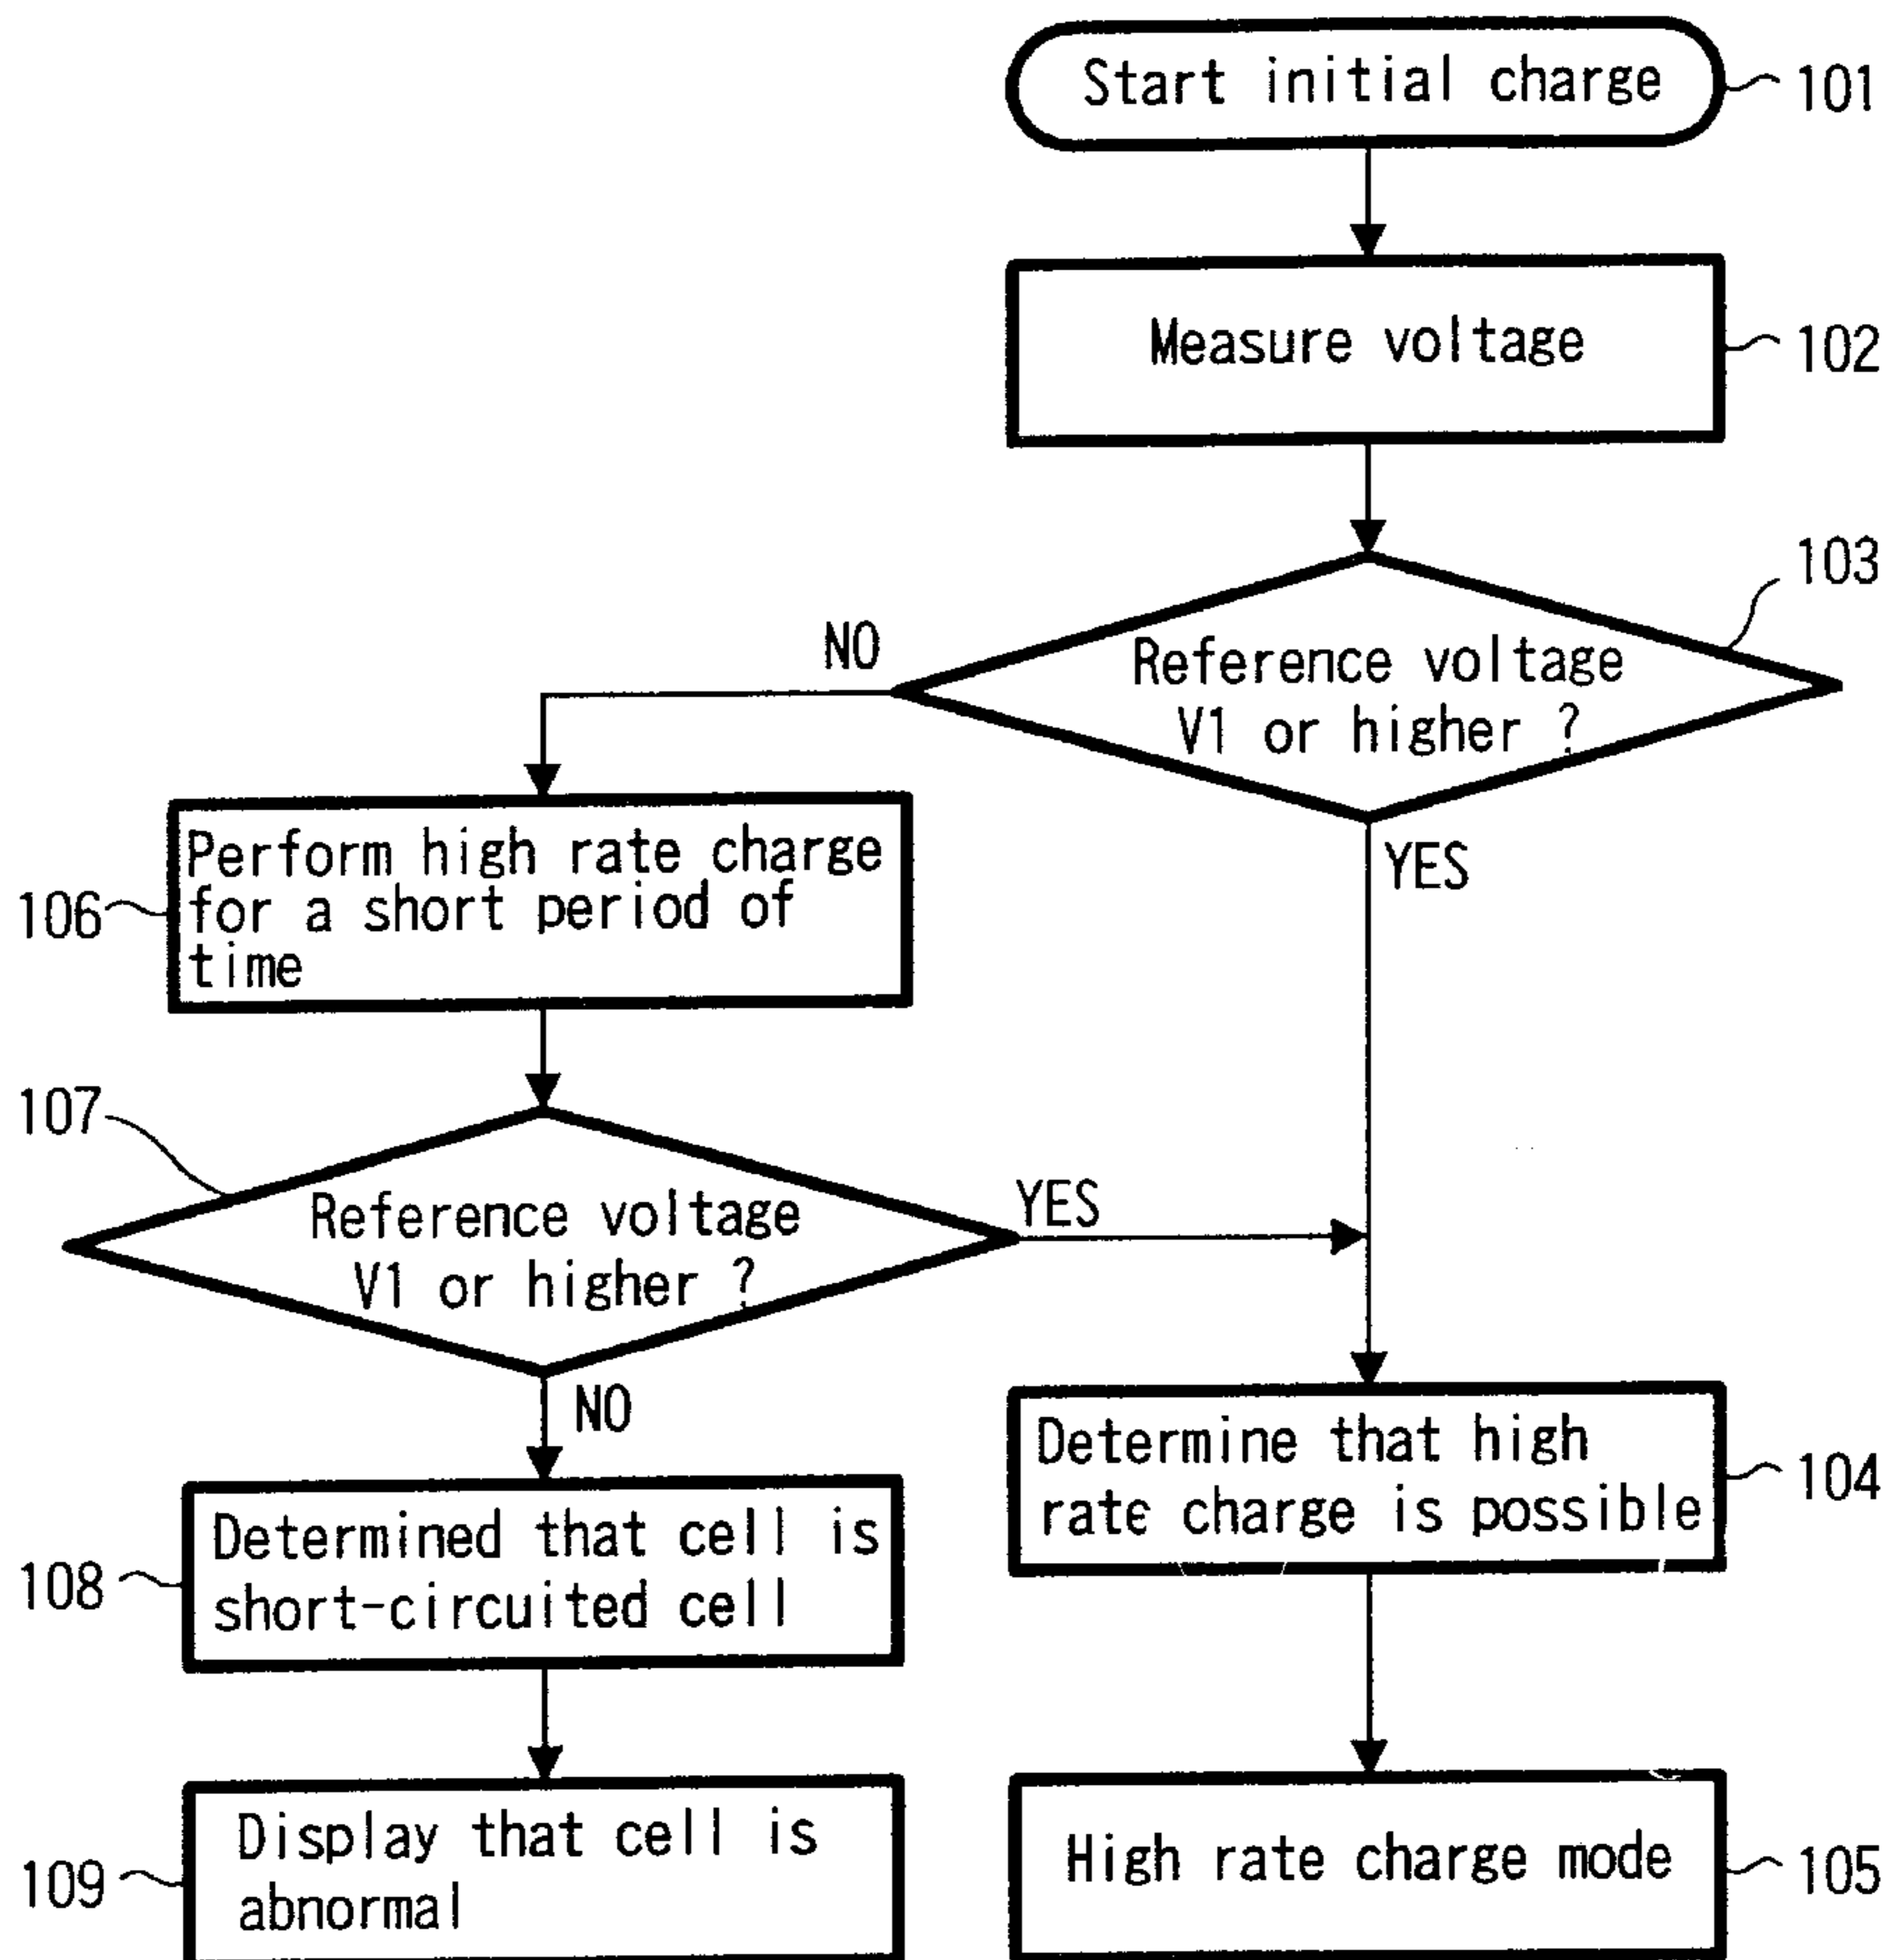 Start initial charge
101
Measure voltage
102
103
Reference voltage
V1 or higher ?
NO
YES
Perform high rate charge
for a short period of
time
106
107
Reference voltage
V1 or higher ?
YES
NO
Determine that high
rate charge is possible
104
Determined that cell is
short-circuited cell
108
Display that cell is
abnormal
109
High rate charge mode
105